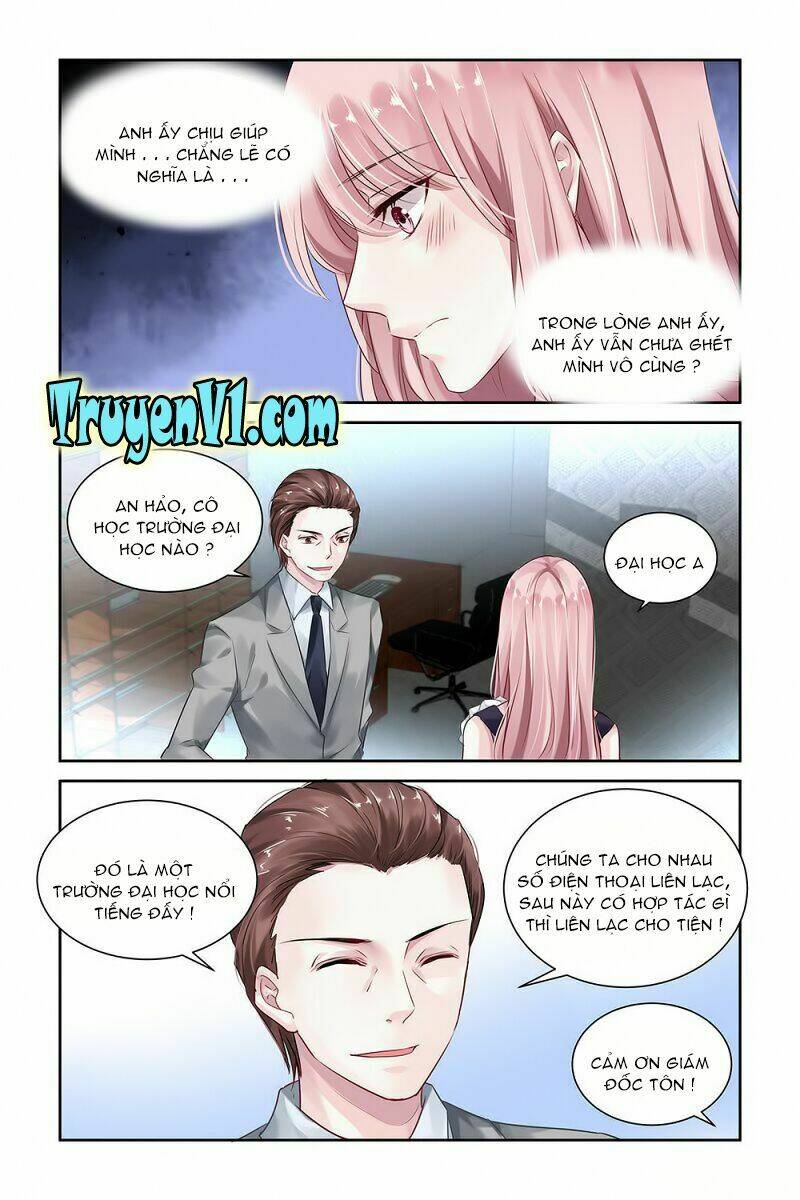 ANH ẤY CHỊU GIÚP
MÌNH . . . CHẲNG LẼ CÓ
NGHĨA LÀ . . .
TRONG LÒNG ANH ẤY,
ANH ẤY VẪN CHƯA GHÉT
MÌNH VÔ CÙNG ?
TruyenV1.com
AN HẢO, CÔ
HỌC TRƯỜNG ĐẠI
HỌC NÀO ?
ĐẠI HỌC A
ĐÓ LÀ MỘT
TRƯỜNG ĐẠI HỌC NỔI
TIẾNG ĐẤY !
CHÚNG TA CHO NHAU
SỐ ĐIỆN THOẠI LIÊN LẠC,
SAU NÀY CÓ HỢP TÁC GÌ
THÌ LIÊN LẠC CHO TIỆN !
CẢM ƠN GIÁM
ĐỐC TÔN !